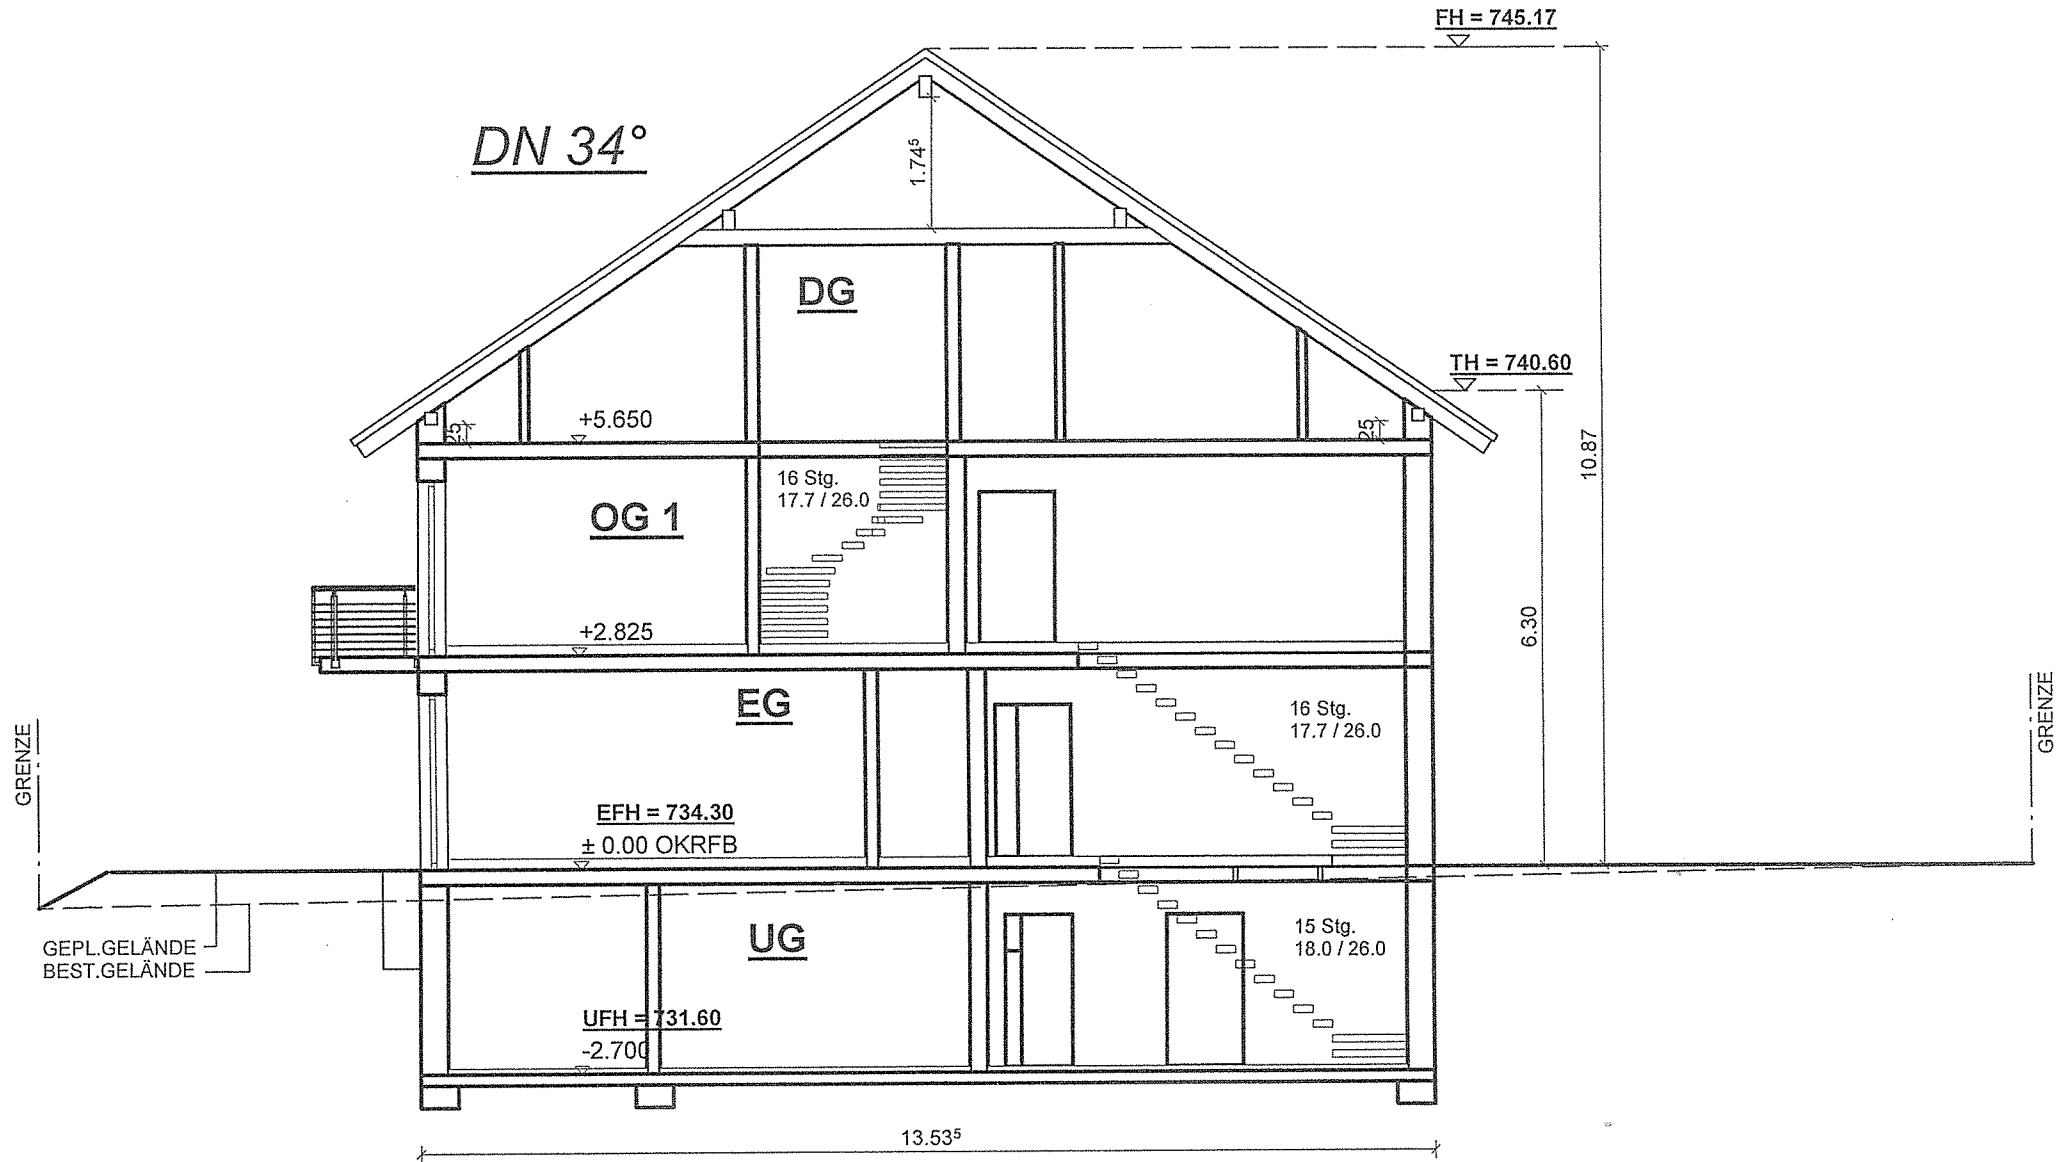 FH = 745.17
DN 34°
1.74⁵
DG
TH = 740.60
+5.650
25
25
10.87
16 Stg.
17.7 / 26.0
OG 1
6.30
+2.825
EG
16 Stg.
17.7 / 26.0
GRENZE
GRENZE
EFH = 734.30
± 0.00 OKRFB
GEPL.GELÄNDE
BEST.GELÄNDE
UG
15 Stg.
18.0 / 26.0
UFH = 731.60
-2.700
13.53⁵